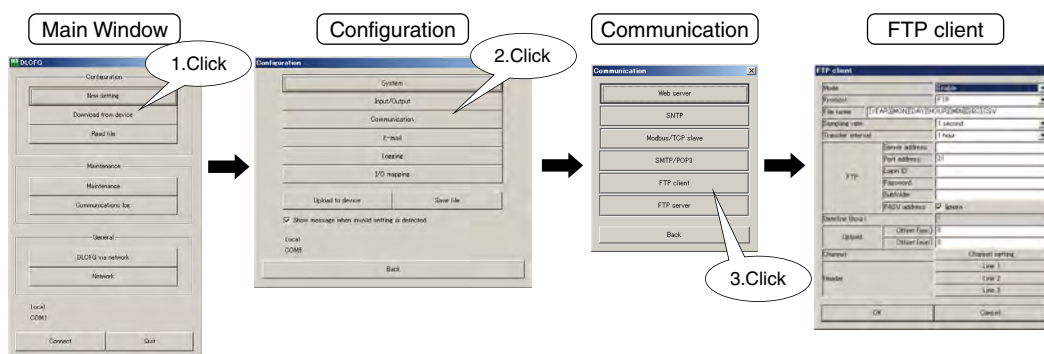 Main Window
Configuration
Communication
FTP client
1.Click
2.Click
3.Click
DLCFG
Configuration
New setting
Download from device
Read file
Maintenance
Maintenance
Communications log
General
DLCFG via network
Network
Local
COM1
Connect
Quit
Configuration
System
Input/Output
Communication
E-mail
Logging
I/O mapping
Upload to device
Save file
Show message when invalid setting is detected
Local
COM5
Back
Communication
Web server
SNTP
Modbus/TCP slave
SMTP/POP3
FTP client
FTP server
Back
FTP client
Mode
Enable
Protocol
FTP
File name
Sampling rate
1 second
Transfer interval
1 hour
FTP
Server address
Port address
21
Login ID
Password
Subfolder
PASV address
Ignore
Output
Channel
Channel setting
Header
Line 1
Line 2
Line 3
OK
Cancel